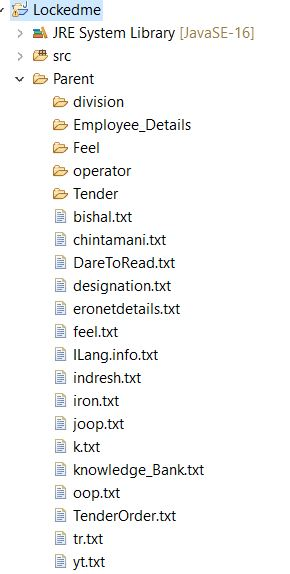 Lockedme
JRE System Library [JavaSE-16]
src
Parent
division
Employee_Details
Feel
operator
Tender
bishal.txt
chintamani.txt
DareToRead.txt
designation.txt
eronetdetails.txt
feel.txt
ILang.info.txt
indresh.txt
iron.txt
joop.txt
k.txt
knowledge_Bank.txt
oop.txt
TenderOrder.txt
tr.txt
yt.txt